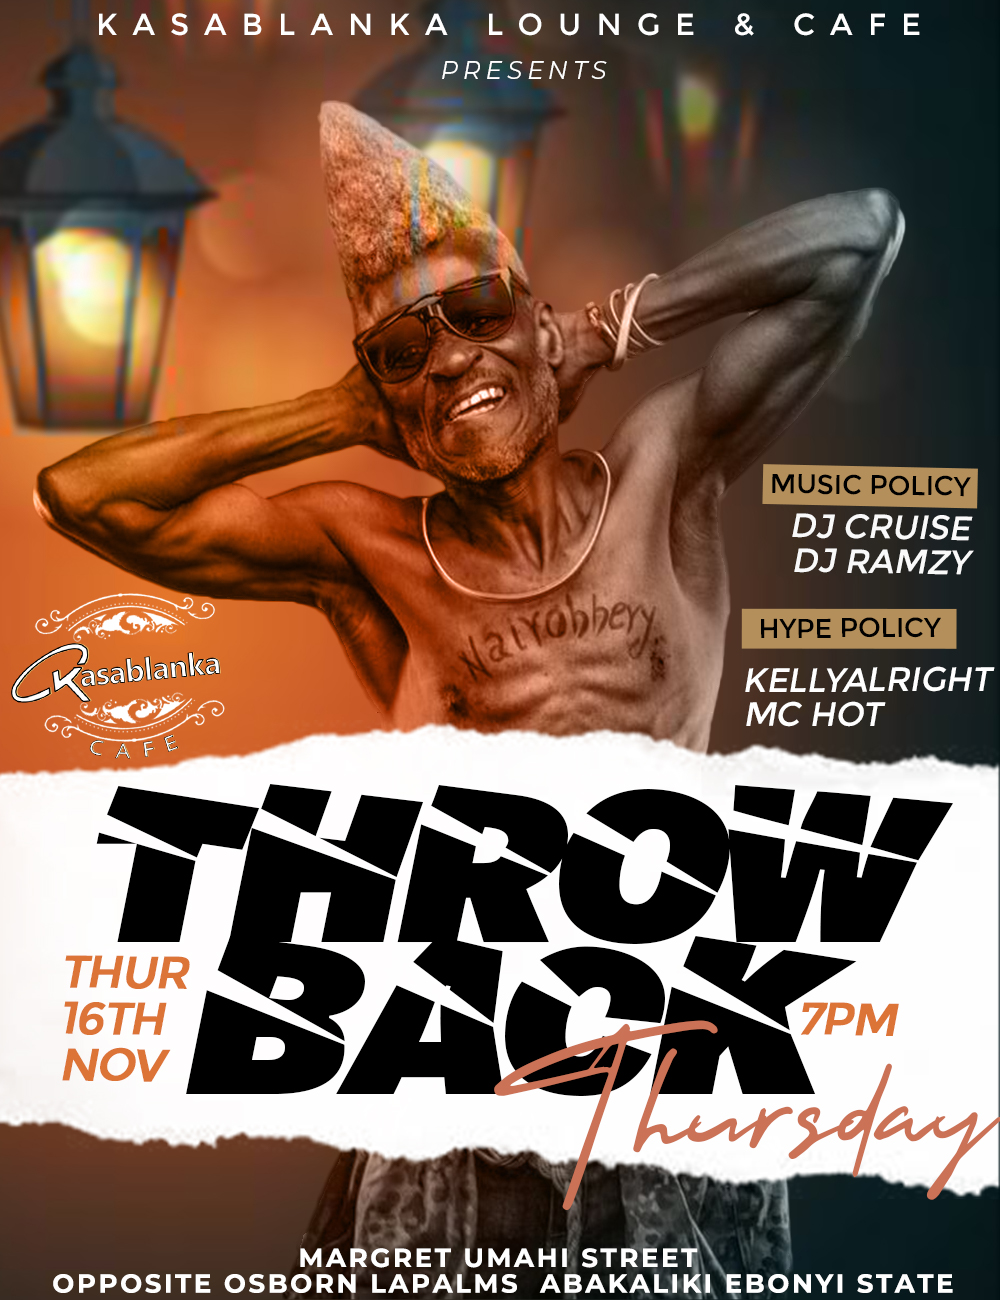 KASABLANKA LOUNGE & CAFE
PRESENTS
MUSIC POLICY
DJ CRUISE
DJ RAMZY
HYPE POLICY
KELLYALRIGHT
MC HOT
Nairobbery
Kasablanka
CAFE
THROW
BACK
Thursday
THUR
16TH
NOV
7PM
MARGRET UMAHI STREET
OPPOSITE OSBORN LAPALMS ABAKALIKI EBONYI STATE